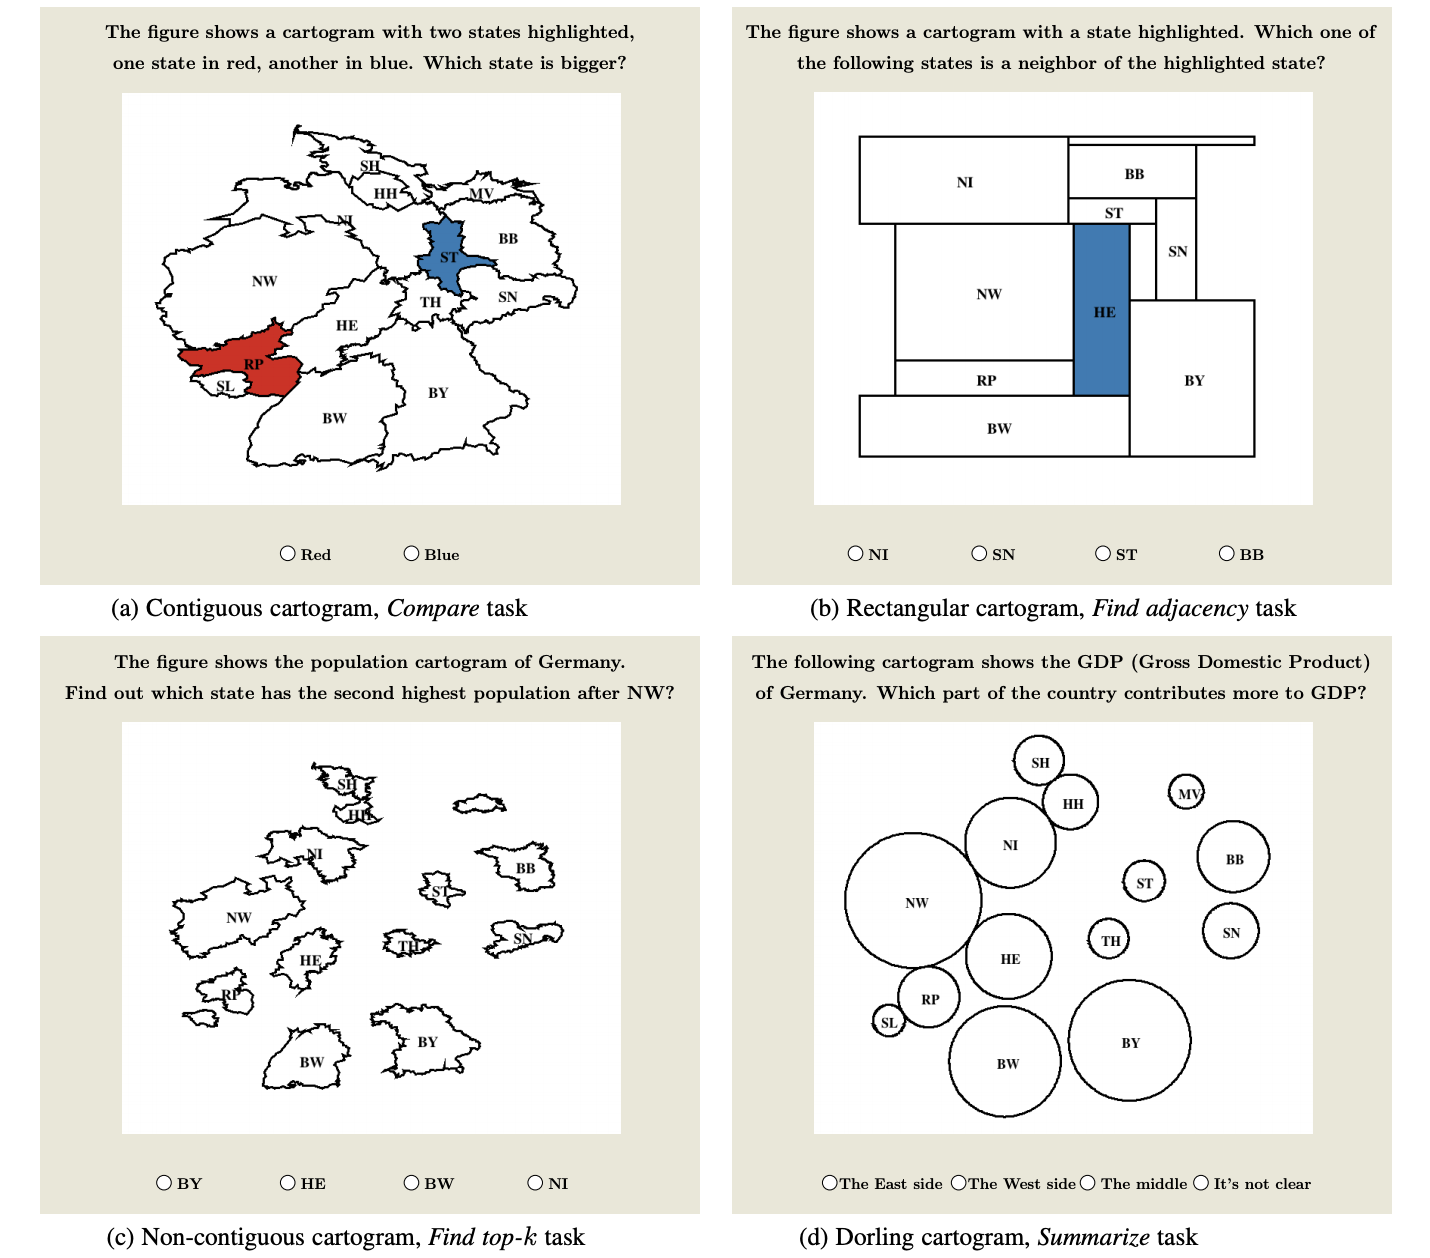 The figure shows a cartogram with two states highlighted,
one state in red, another in blue. Which state is bigger?
SH
HH
MV
NI
BB
ST
NW
TH
SN
HE
RP
SL
BY
BW
Red Blue
(a) Contiguous cartogram, Compare task
The figure shows a cartogram with a state highlighted. Which one of
the following states is a neighbor of the highlighted state?
NI
BB
ST
SN
NW
HE
RP
BY
BW
NI SN ST BB
(b) Rectangular cartogram, Find adjacency task
The figure shows the population cartogram of Germany.
Find out which state has the second highest population after NW?
SH
HH
NI
BB
ST
NW
TH
SN
HE
RP
BY
BW
BY HE BW NI
(c) Non-contiguous cartogram, Find top-k task
The following cartogram shows the GDP (Gross Domestic Product)
of Germany. Which part of the country contributes more to GDP?
SH
MV
HH
NI
BB
ST
NW
SN
TH
HE
RP
SL
BY
BW
The East side The West side The middle It's not clear
(d) Dorling cartogram, Summarize task